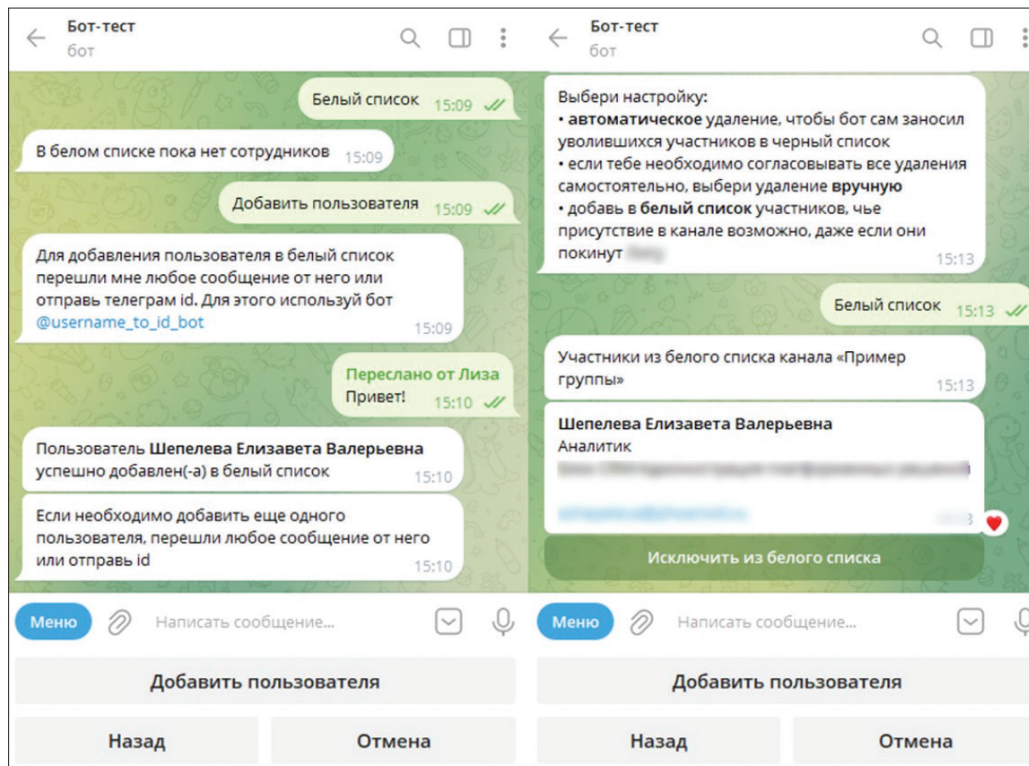 Бот-тест
бот
Белый список 15:09
В белом списке пока нет сотрудников 15:09
Добавить пользователя 15:09
Для добавления пользователя в белый список
перешли мне любое сообщение от него или
отправь телеграм id. Для этого используй бот
@username_to_id_bot
15:09
Переслано от Лиза
Привет! 15:10
Пользователь Шепелева Елизавета Валерьевна
успешно добавлен(-а) в белый список 15:10
Если необходимо добавить еще одного
пользователя, перешли любое сообщение от него
или отправь id 15:10
Меню Написать сообщение...
Добавить пользователя
Назад Отмена
Бот-тест
бот
Выбери настройку:
• автоматическое удаление, чтобы бот сам заносил
уволившихся участников в черный список
• если тебе необходимо согласовывать все удаления
самостоятельно, выбери удаление вручную
• добавь в белый список участников, чье
присутствие в канале возможно, даже если они
покинут 15:13
Белый список 15:13
Участники из белого списка канала «Пример
группы» 15:13
Шепелева Елизавета Валерьевна
Аналитик
Исключить из белого списка
Меню Написать сообщение...
Добавить пользователя
Назад Отмена